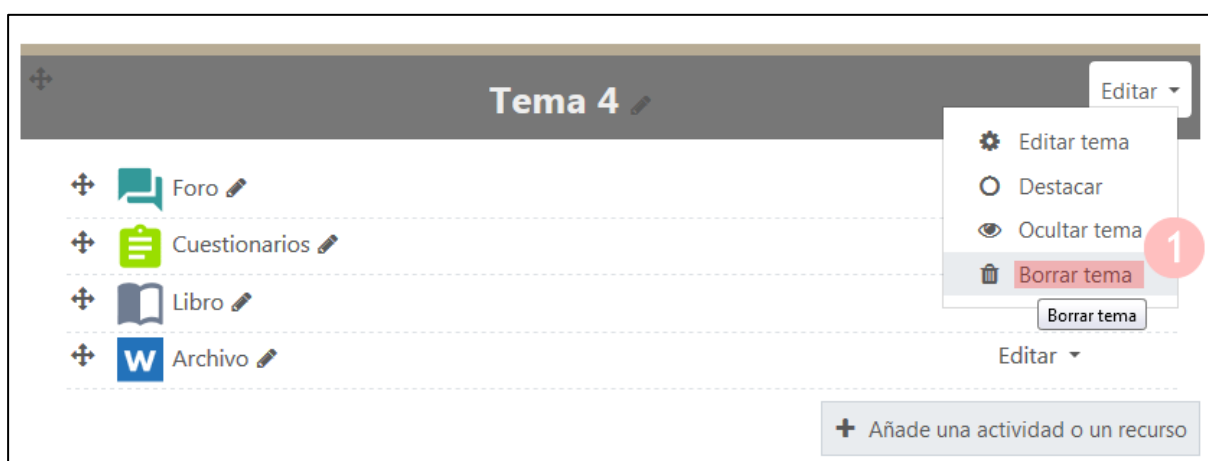 Tema 4
Editar
Editar tema
Destacar
Ocultar tema
1
Borrar tema
Borrar tema
Foro
Cuestionarios
Libro
W Archivo
Editar
+ Añade una actividad o un recurso